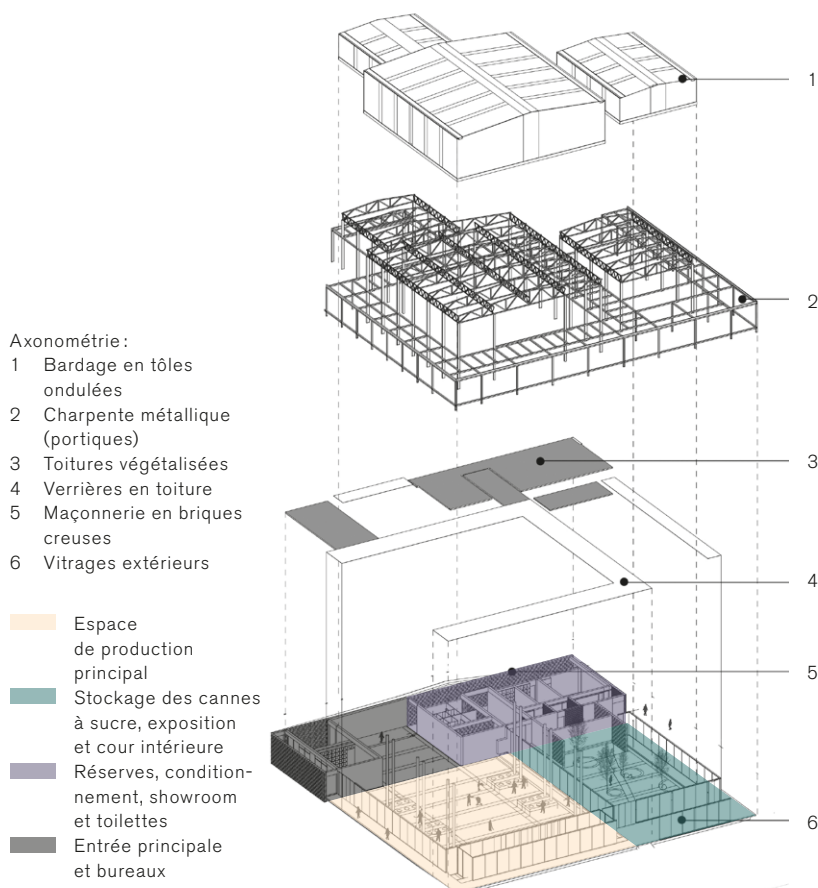 Axonométrie :
1 Bardage en tôles
ondulées
2 Charpente métallique
(portiques)
3 Toitures végétalisées
4 Verrières en toiture
5 Maçonnerie en briques
creuses
6 Vitrages extérieurs
Espace
de production
principal
Stockage des cannes
à sucre, exposition
et cour intérieure
Réserves, condition-
nement, showroom
et toilettes
Entrée principale
et bureaux
1
2
3
4
5
6